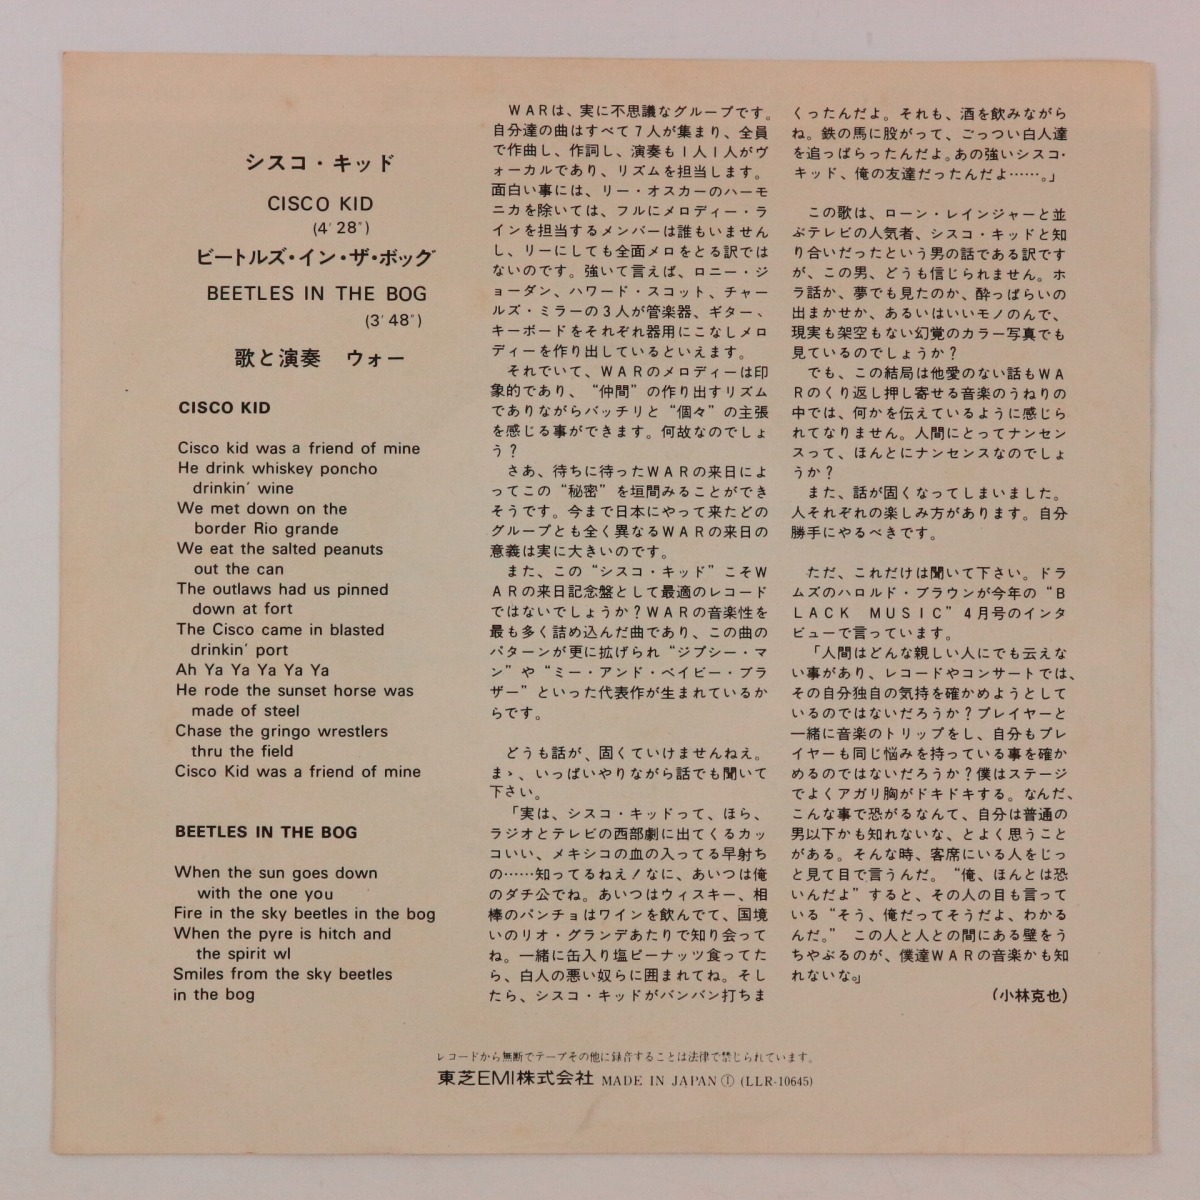 シスコ・キッド
CISCO KID
(4′28″)
ビートルズ・イン・ザ・ボッグ
BEETLES IN THE BOG
(3′48″)
歌と演奏　ウォー
CISCO KID
Cisco kid was a friend of mine
He drink whiskey poncho
drinkin' wine
We met down on the
border Rio grande
We eat the salted peanuts
out the can
The outlaws had us pinned
down at fort
The Cisco came in blasted
drinkin' port
Ah Ya Ya Ya Ya Ya
He rode the sunset horse was
made of steel
Chase the gringo wrestlers
thru the field
Cisco Kid was a friend of mine
BEETLES IN THE BOG
When the sun goes down
with the one you
Fire in the sky beetles in the bog
When the pyre is hitch and
the spirit wl
Smiles from the sky beetles
in the bog
WARは、実に不思議なグループです。
自分達の曲はすべて7人が集まり、全員
で作曲し、作詞し、演奏も1人1人がヴ
ォーカルであり、リズムを担当します。
面白い事には、リー・オスカーのハーモ
ニカを除いては、フルにメロディー・ラ
インを担当するメンバーは誰もいません
し、リーにしても全面メロをとる訳では
ないのです。強いて言えば、ロニー・ジ
ョーダン、ハワード・スコット、チャー
ルズ・ミラーの3人が管楽器、ギター、
キーボードをそれぞれ器用にこなしメロ
ディーを作り出しているといえます。
それでいて、WARのメロディーは印
象的であり、“仲間”の作り出すリズム
でありながらバッチリと“個々”の主張
を感じる事ができます。何故なのでしょ
う？
さあ、待ちに待ったWARの来日によ
ってこの“秘密”を垣間みることができ
そうです。今まで日本にやって来たどの
グループとも全く異なるWARの来日の
意義は実に大きいのです。
また、この“シスコ・キッド”こそW
ARの来日記念盤として最適のレコード
ではないでしょうか？WARの音楽性を
最も多く詰め込んだ曲であり、この曲の
パターンが更に拡げられ“ジプシー・マ
ン”や“ミー・アンド・ベイビー・ブラ
ザー”といった代表作が生まれているか
らです。
どうも話が、固くていけませんねえ。
まゝ、いっぱいやりながら話でも聞いて
下さい。
「実は、シスコ・キッドって、ほら、
ラジオとテレビの西部劇に出てくるカッ
コいい、メキシコの血の入ってる早射ち
の……知ってるねえ！なに、あいつは俺
のダチ公でね。あいつはウィスキー、相
棒のパンチョはワインを飲んでて、国境
いのリオ・グランデあたりで知り会って
ね。一緒に缶入り塩ピーナッツ食ってた
ら、白人の悪い奴らに囲まれてね。そし
たら、シスコ・キッドがバンバン打ちま
くったんだよ。それも、酒を飲みながら
ね。鉄の馬に股がって、ごっつい白人達
を追っぱらったんだよ。あの強いシスコ・
キッド、俺の友達だったんだよ……。」
この歌は、ローン・レインジャーと並
ぶテレビの人気者、シスコ・キッドと知
り合いだったという男の話である訳です
が、この男、どうも信じられません。ホ
ラ話か、夢でも見たのか、酔っぱらいの
出まかせか、あるいはいいモノのんで、
現実も架空もない幻覚のカラー写真でも
見ているのでしょうか？
でも、この結局は他愛のない話もWA
Rのくり返し押し寄せる音楽のうねりの
中では、何かを伝えているように感じら
れてなりません。人間にとってナンセン
スって、ほんとにナンセンスなのでしょ
うか？
また、話が固くなってしまいました。
人それぞれの楽しみ方があります。自分
勝手にやるべきです。
ただ、これだけは聞いて下さい。ドラ
ムズのハロルド・ブラウンが今年の“B
LACK　MUSIC”4月号のインタ
ビューで言っています。
「人間はどんな親しい人にでも云えな
い事があり、レコードやコンサートでは、
その自分独自の気持を確かめようとして
いるのではないだろうか？プレイヤーと
一緒に音楽のトリップをし、自分もプレ
イヤーも同じ悩みを持っている事を確か
めるのではないだろうか？僕はステージ
でよくアガリ胸がドキドキする。なんだ、
こんな事で恐がるなんて、自分は普通の
男以下かも知れないな、とよく思うこと
がある。そんな時、客席にいる人をじっ
と見て目で言うんだ。“俺、ほんとは恐
いんだよ”すると、その人の目も言って
いる“そう、俺だってそうだよ、わかる
んだ。”この人と人との間にある壁をう
ちやぶるのが、僕達WARの音楽かも知
れないな。」
（小林克也）
レコードから無断でテープその他に録音することは法律で禁じられています。
東芝EMI株式会社 MADE IN JAPAN ① (LLR-10645)